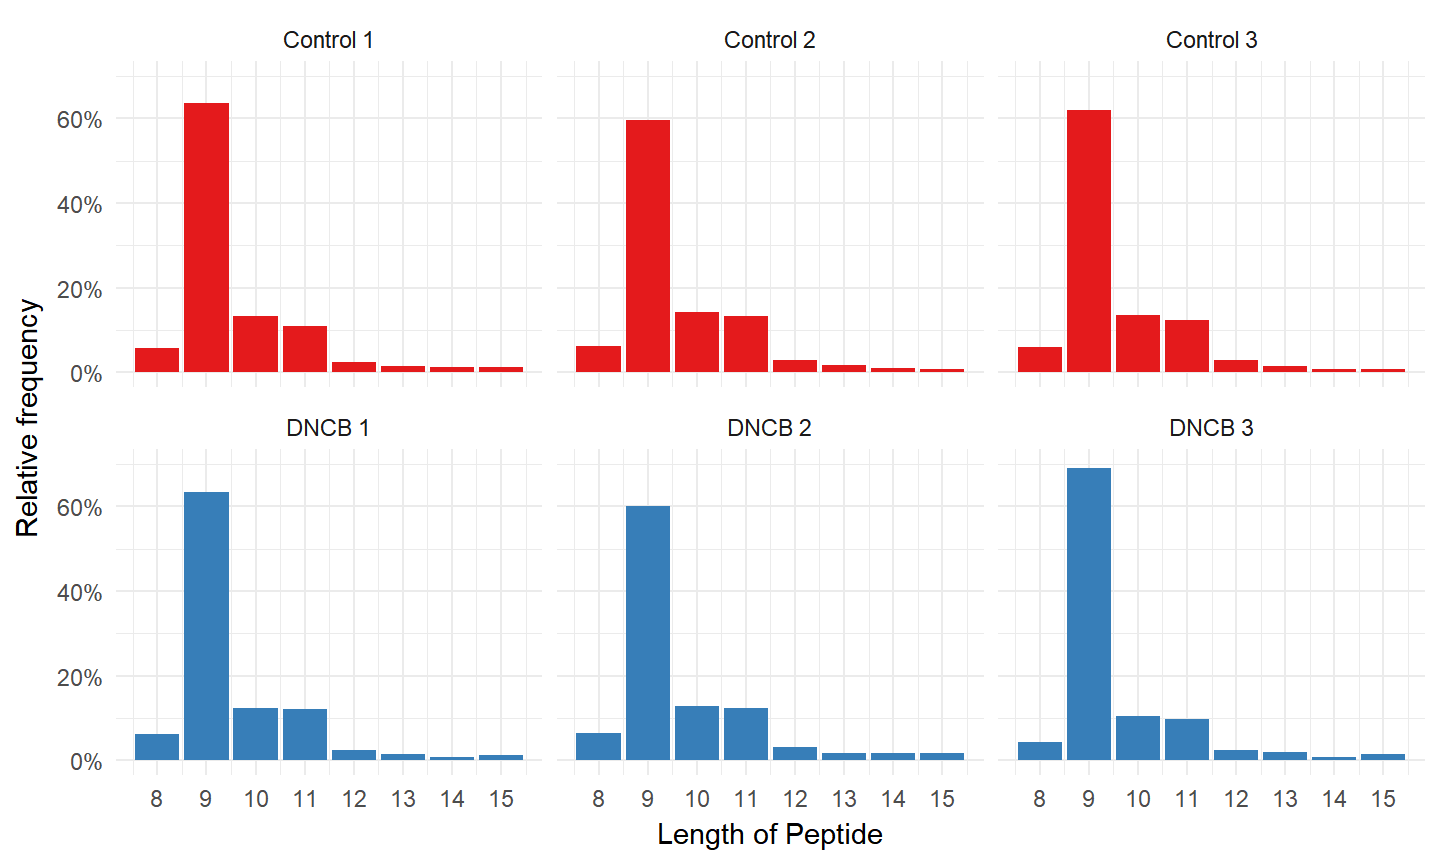 Control 1 Control 2 Control 3
60%
40%
20%
0%
Relative frequency
DNCB 1 DNCB 2 DNCB 3
60%
40%
20%
0%
8 9 10 11 12 13 14 15 8 9 10 11 12 13 14 15 8 9 10 11 12 13 14 15
Length of Peptide